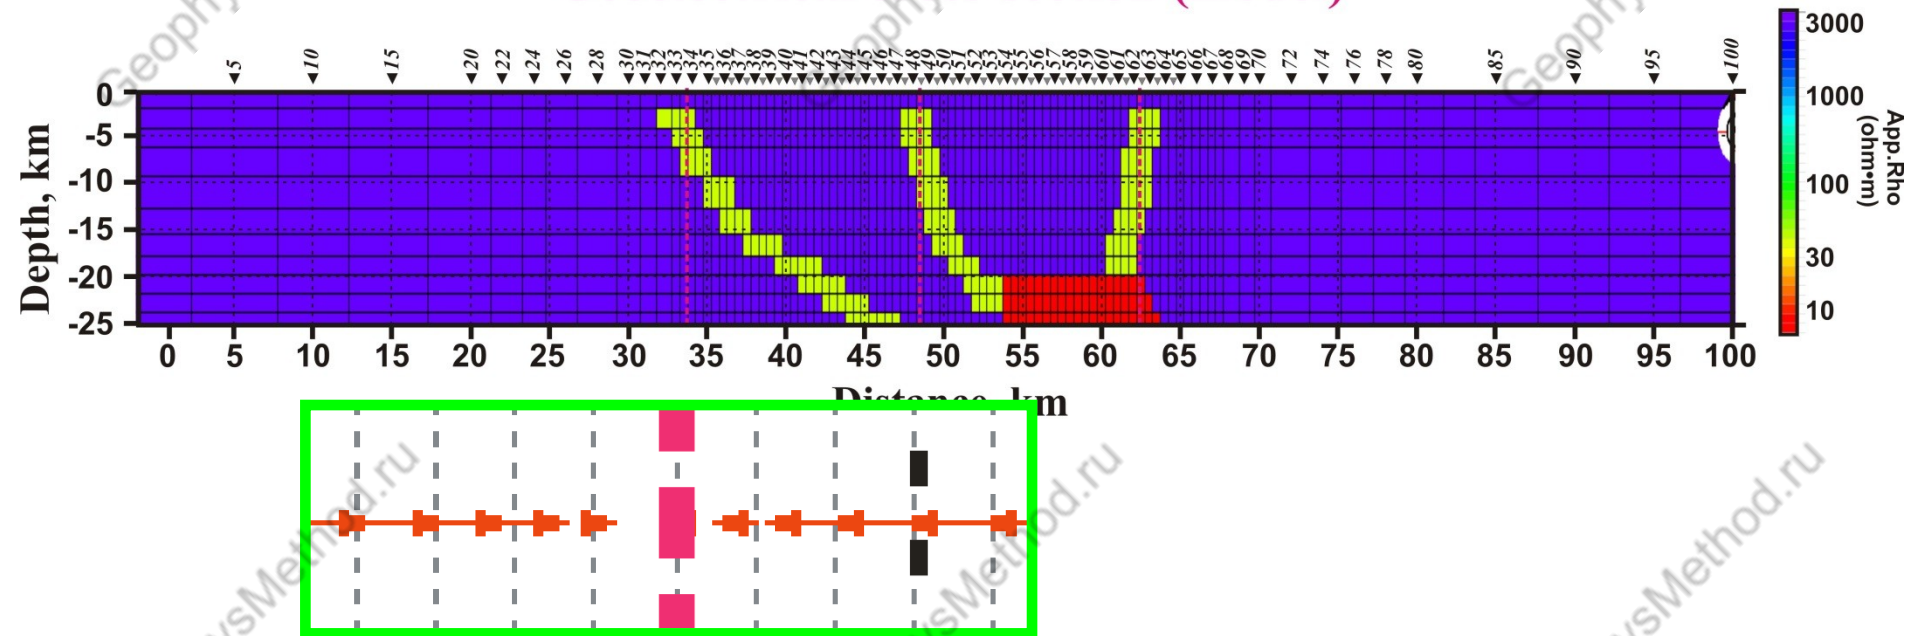 Geophy
Geophy
Geophy
5 10 15 20 22 24 26 28 30 31 32 33 34 35 36 37 38 39 40 41 42 43 44 45 46 47 48 49 50 51 52 53 54 55 56 57 58 59 60 61 62 63 64 65 66 67 68 69 70 72 74 76 78 80 85 90 95 100
Depth, km
0
-5
-10
-15
-20
-25
0 5 10 15 20 25 30 35 40 45 50 55 60 65 70 75 80 85 90 95 100
Distance, km
3000
1000
100
30
10
App.Rho
(ohm•m)
ysMethod.ru
ysMethod.ru
ysMethod.ru